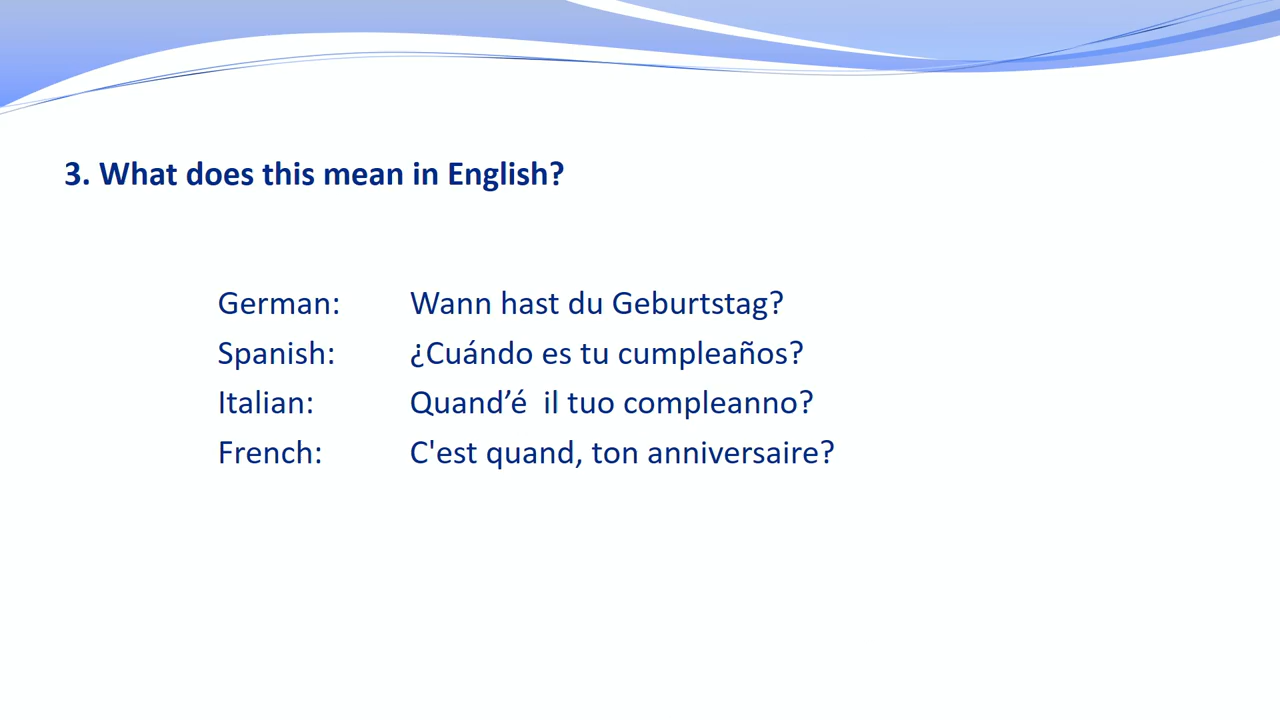 3. What does this mean in English?
German: Wann hast du Geburtstag?
Spanish: ¿Cuándo es tu cumpleaños?
Italian: Quand’é il tuo compleanno?
French: C'est quand, ton anniversaire?